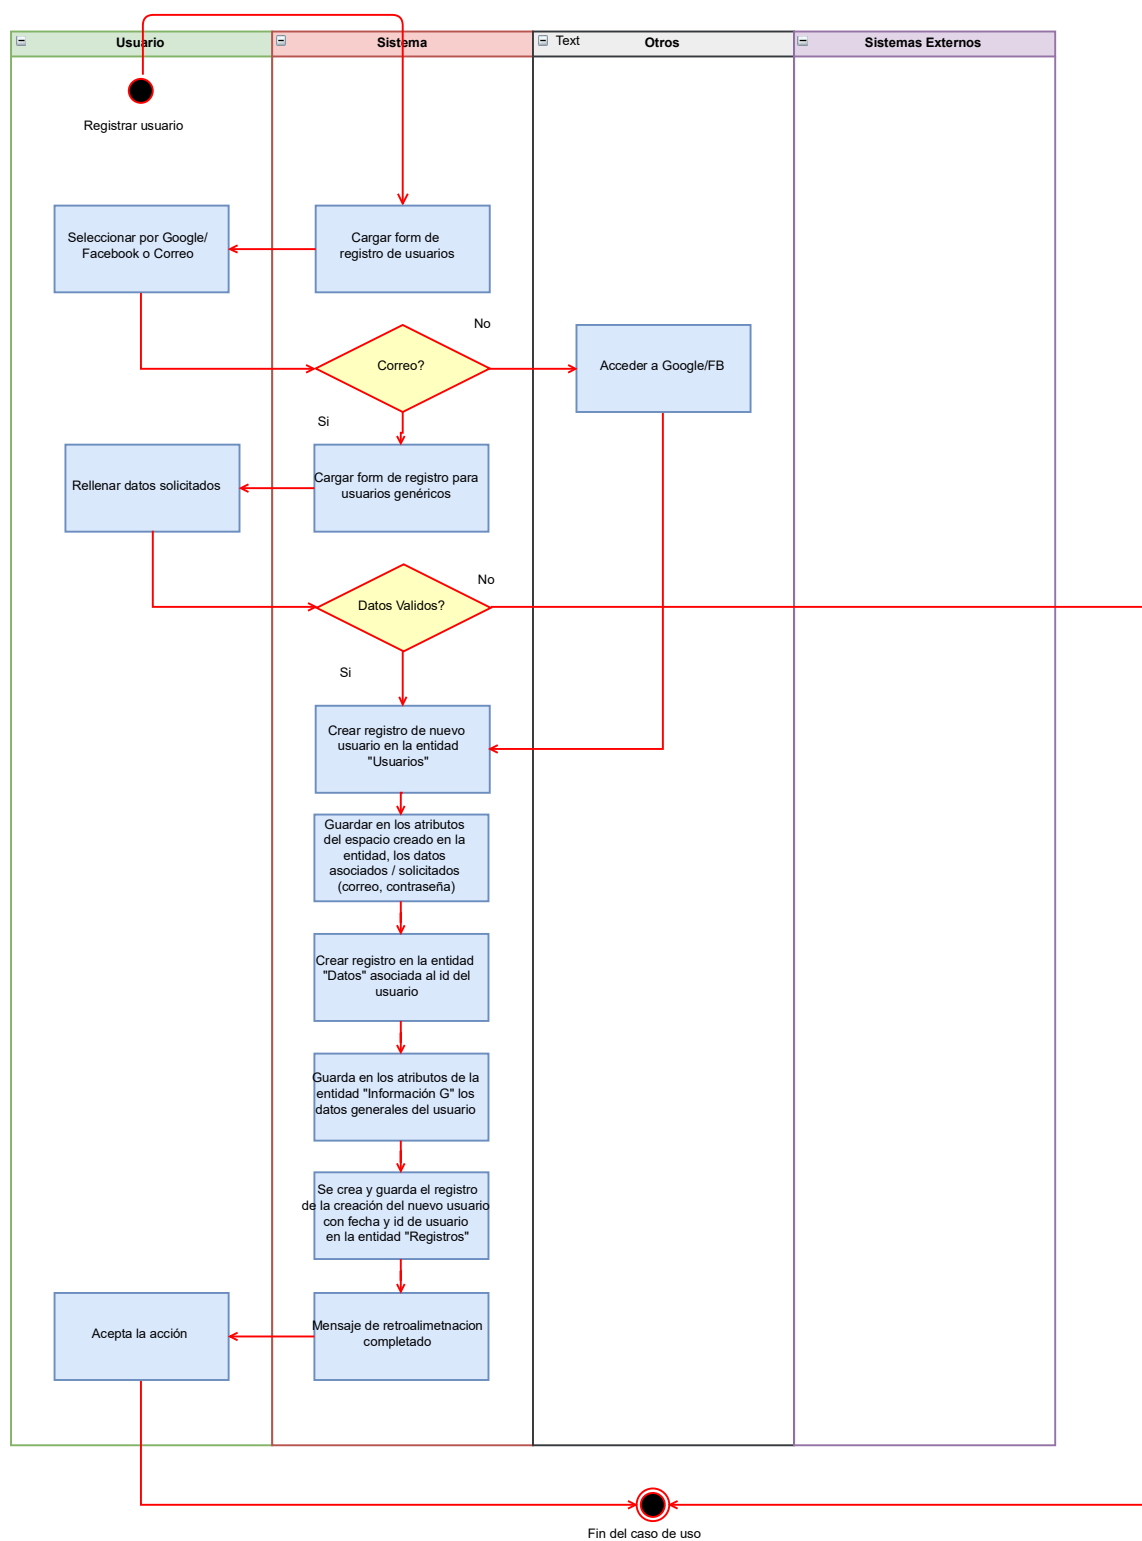 Usuario
Sistema
Text
Otros
Sistemas Externos
Registrar usuario
Seleccionar por Google/
Facebook o Correo
Cargar form de
registro de usuarios
No
Correo?
Acceder a Google/FB
Si
Rellenar datos solicitados
Cargar form de registro para
usuarios genéricos
No
Datos Validos?
Si
Crear registro de nuevo
usuario en la entidad
"Usuarios"
Guardar en los atributos
del espacio creado en la
entidad, los datos
asociados / solicitados
(correo, contraseña)
Crear registro en la entidad
"Datos" asociada al id del
usuario
Guarda en los atributos de la
entidad "Información G" los
datos generales del usuario
Se crea y guarda el registro
de la creación del nuevo usuario
con fecha y id de usuario
en la entidad "Registros"
Acepta la acción
Mensaje de retroalimetnacion
completado
Fin del caso de uso